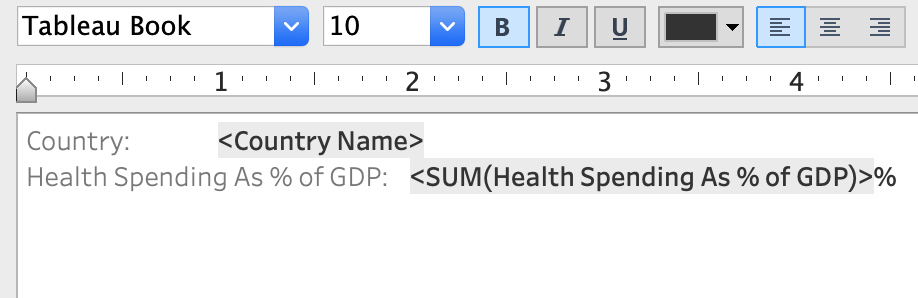 Tableau Book 10 B I U
1 2 3 4
Country: <Country Name>
Health Spending As % of GDP: <SUM(Health Spending As % of GDP)>%